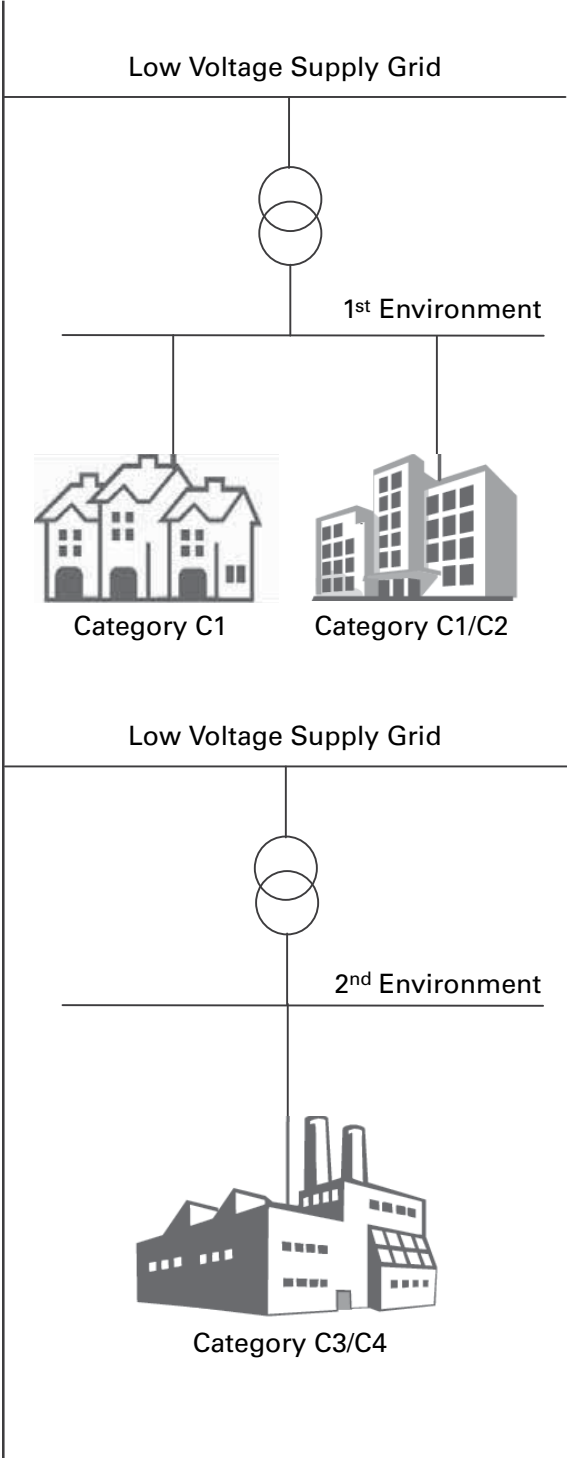 Low Voltage Supply Grid
1st Environment
Category C1
Category C1/C2
Low Voltage Supply Grid
2nd Environment
Category C3/C4